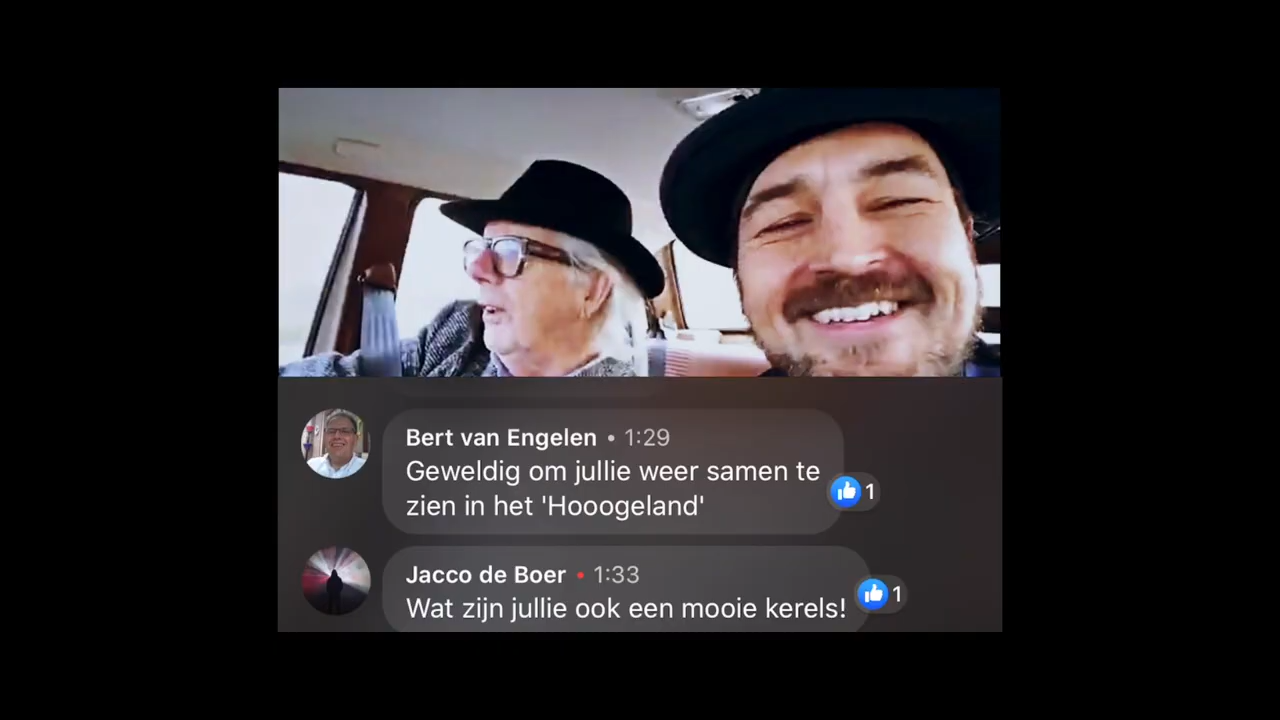 Bert van Engelen • 1:29
Geweldig om jullie weer samen te
zien in het 'Hooogeland'
1
Jacco de Boer • 1:33
Wat zijn jullie ook een mooie kerels!
1